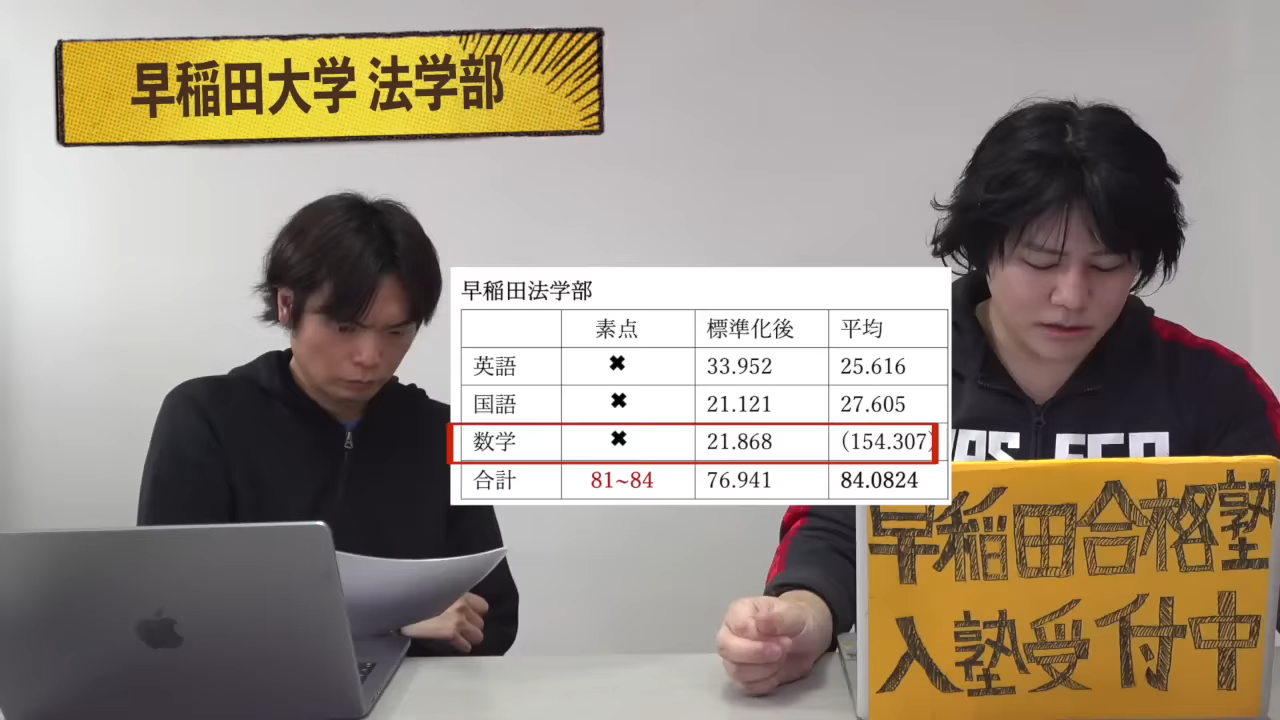 早稲田大学 法学部
早稲田法学部
素点 標準化後 平均
英語 ✖ 33.952 25.616
国語 ✖ 21.121 27.605
数学 ✖ 21.868 (154.307)
合計 81~84 76.941 84.0824
早稲田合格塾
入塾受付中